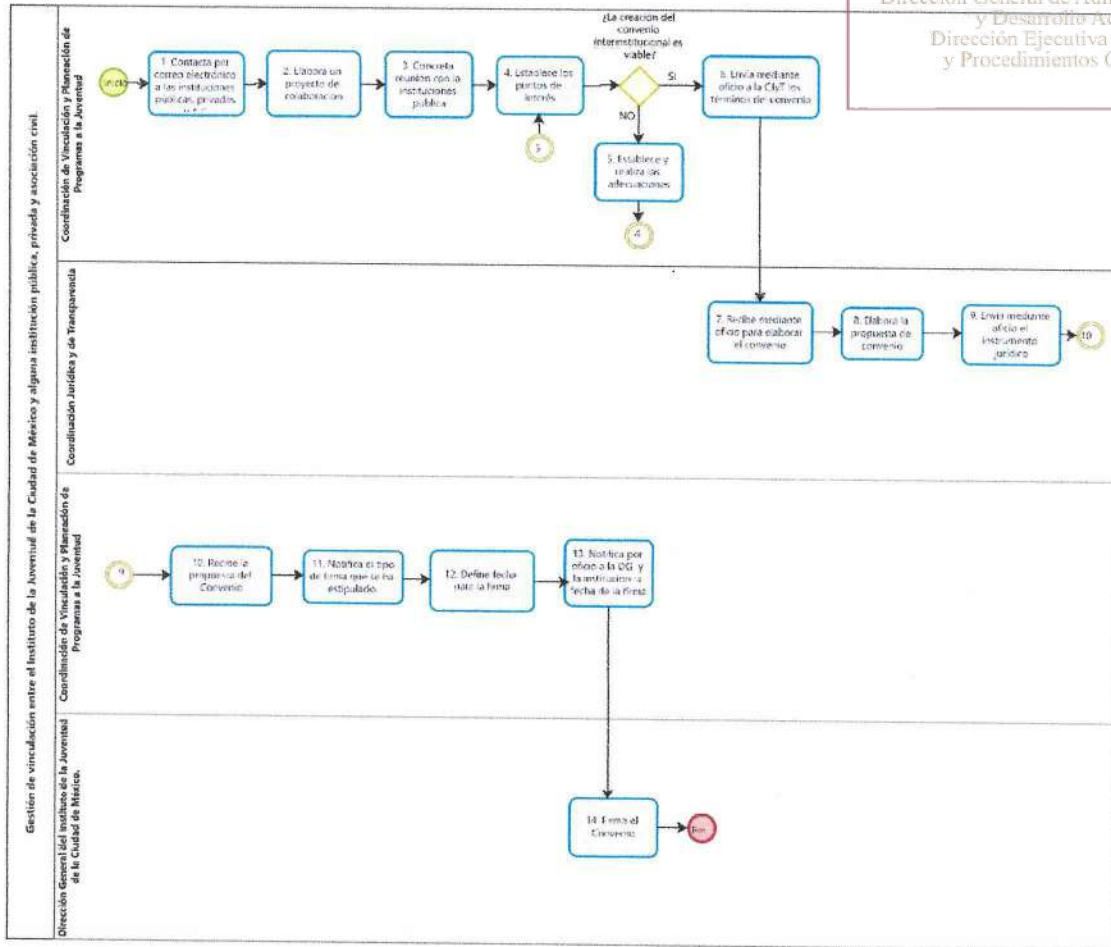 Dirección General de
y Desarrollo
Dirección Ejecutiva
y Procedimientos
Gestión de vinculación entre el Instituto de la Juventud de la Ciudad de México y alguna institución pública, privada y asociación civil.
Coordinación de Vinculación y Planeación de
Programas a la Juventud
Inicio
1. Contacta por
correo electrónico
a las instituciones
públicas, privadas
2. Elabora un
proyecto de
colaboración
3. Concreta
reunión con la
instituciones
pública
4. Establece los
puntos de
interés
5
¿La creación del
convenio
interinstitucional es
viable?
SI
NO
5. Establece y
realiza las
adecuaciones
4
6. Envía mediante
oficio a la CJyT los
términos del convenio
Coordinación Jurídica y de Transparencia
7. Recibe mediante
oficio para elaborar
el convenio
8. Elabora la
propuesta de
convenio
9. Envía mediante
oficio el
instrumento
jurídico
10
Coordinación de Vinculación y Planeación de
Programas a la Juventud
9
10. Recibe la
propuesta del
Convenio
11. Notifica el tipo
de firma que se ha
estipulado
12. Define fecha
para la firma
13. Notifica por
oficio a la DG y
la institución la
fecha de la firma
Dirección General del Instituto de la Juventud
de la Ciudad de México.
14. Firma el
Convenio
Fin